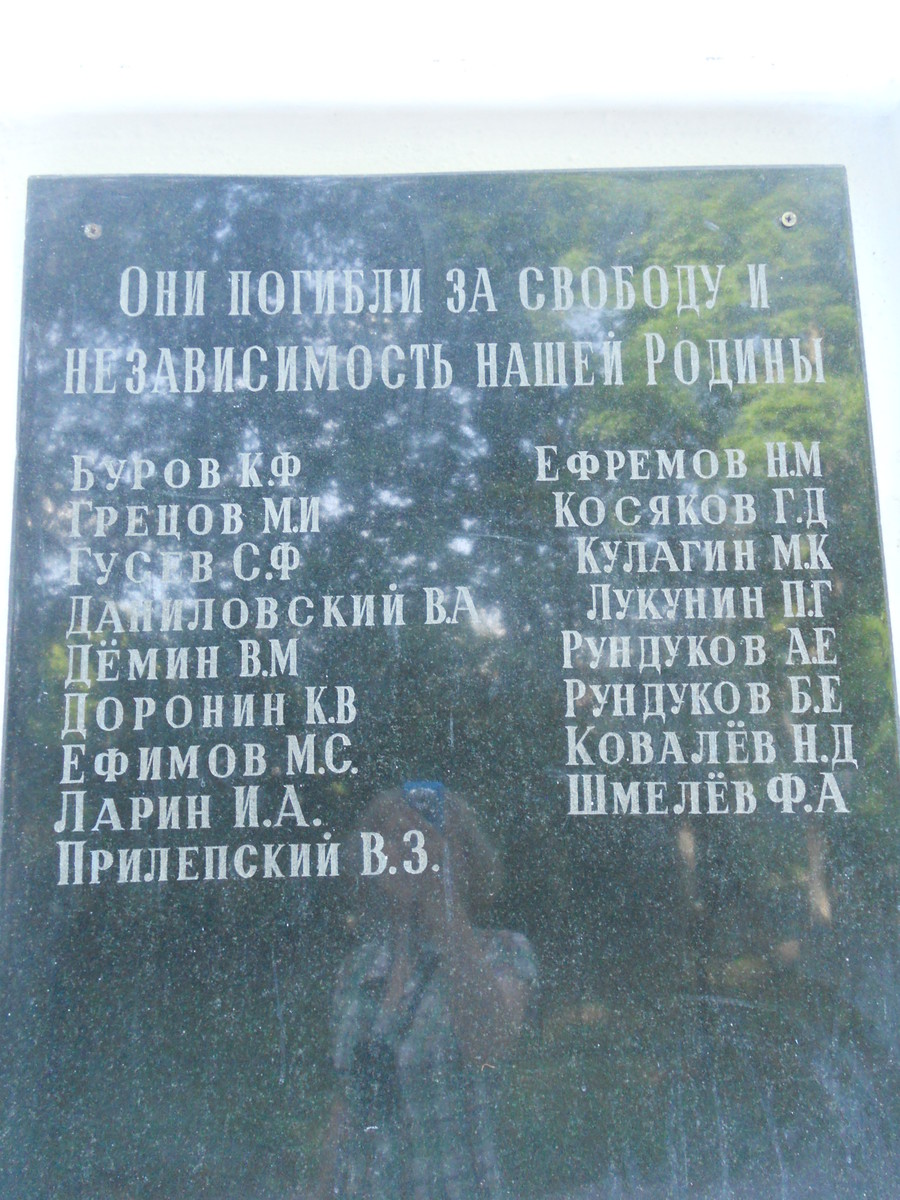 Они погибли за свободу и
независимость нашей Родины
Буров К.Ф
Грецов М.И
Гусев С.Ф
Даниловский В.А
Дёмин В.М
Доронин К.В
Ефимов М.С.
Ларин И.А.
Прилепский В.З.
Ефремов Н.М
Косяков Г.Д
Кулагин М.К
Лукунин П.Г
Рундуков А.Е
Рундуков Б.Е
Ковалёв Н.Д
Шмелёв Ф.А